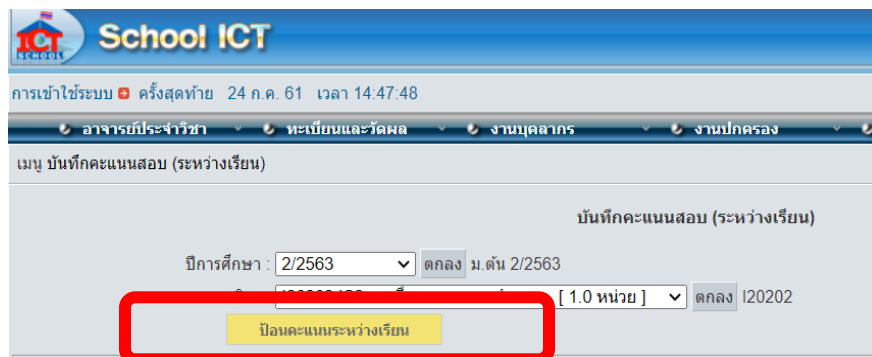 ICT SCHOOL School ICT
การเข้าใช้ระบบ ครั้งสุดท้าย 24 ก.ค. 61 เวลา 14:47:48
อาจารย์ประจำวิชา ทะเบียนและวัดผล งานบุคลากร งานปกครอง
เมนู บันทึกคะแนนสอบ (ระหว่างเรียน)
บันทึกคะแนนสอบ (ระหว่างเรียน)
ปีการศึกษา : 2/2563 ตกลง ม.ต้น 2/2563
[ 1.0 หน่วย ] ตกลง I20202
ป้อนคะแนนระหว่างเรียน